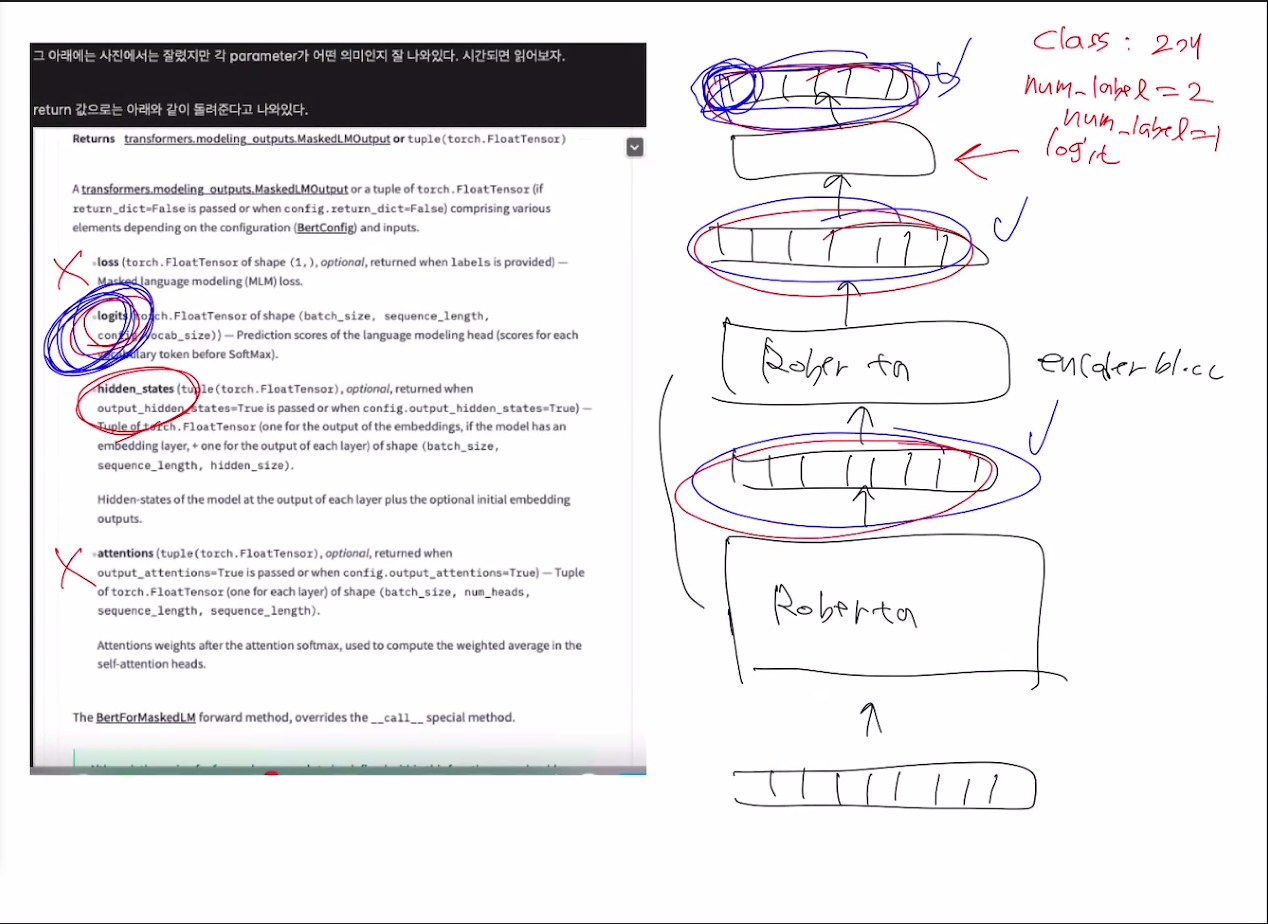 그 아래에는 사진에서는 잘렸지만 각 parameter가 어떤 의미인지 잘 나와있다. 시간되면 읽어보자.
return 값으로는 아래와 같이 돌려준다고 나와있다.
Returns transformers.modeling_outputs.MaskedLMOutput or tuple(torch.FloatTensor)
A transformers.modeling_outputs.MaskedLMOutput or a tuple of torch.FloatTensor (if
return_dict=False is passed or when config.return_dict=False) comprising various
elements depending on the configuration (BertConfig) and inputs.
loss (torch.FloatTensor of shape (1,), optional, returned when labels is provided) —
Masked language modeling (MLM) loss.
logits (torch.FloatTensor of shape (batch_size, sequence_length,
config.vocab_size)) — Prediction scores of the language modeling head (scores for each
vocabulary token before SoftMax).
hidden_states (tuple(torch.FloatTensor), optional, returned when
output_hidden_states=True is passed or when config.output_hidden_states=True) —
Tuple of torch.FloatTensor (one for the output of the embeddings, if the model has an
embedding layer, + one for the output of each layer) of shape (batch_size,
sequence_length, hidden_size).
Hidden-states of the model at the output of each layer plus the optional initial embedding
outputs.
attentions (tuple(torch.FloatTensor), optional, returned when
output_attentions=True is passed or when config.output_attentions=True) — Tuple
of torch.FloatTensor (one for each layer) of shape (batch_size, num_heads,
sequence_length, sequence_length).
Attentions weights after the attention softmax, used to compute the weighted average in the
self-attention heads.
The BertForMaskedLM forward method, overrides the __call__ special method.
class :
num_label = 2
num_label=1
logit
Roberta
encoder block
Roberta